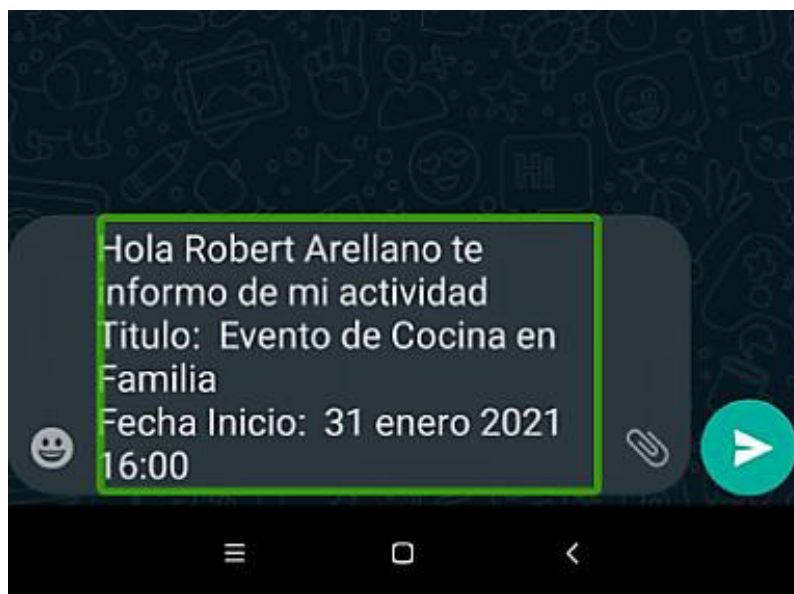 Hola Robert Arellano te
informo de mi actividad
Titulo: Evento de Cocina en
Familia
Fecha Inicio: 31 enero 2021
16:00